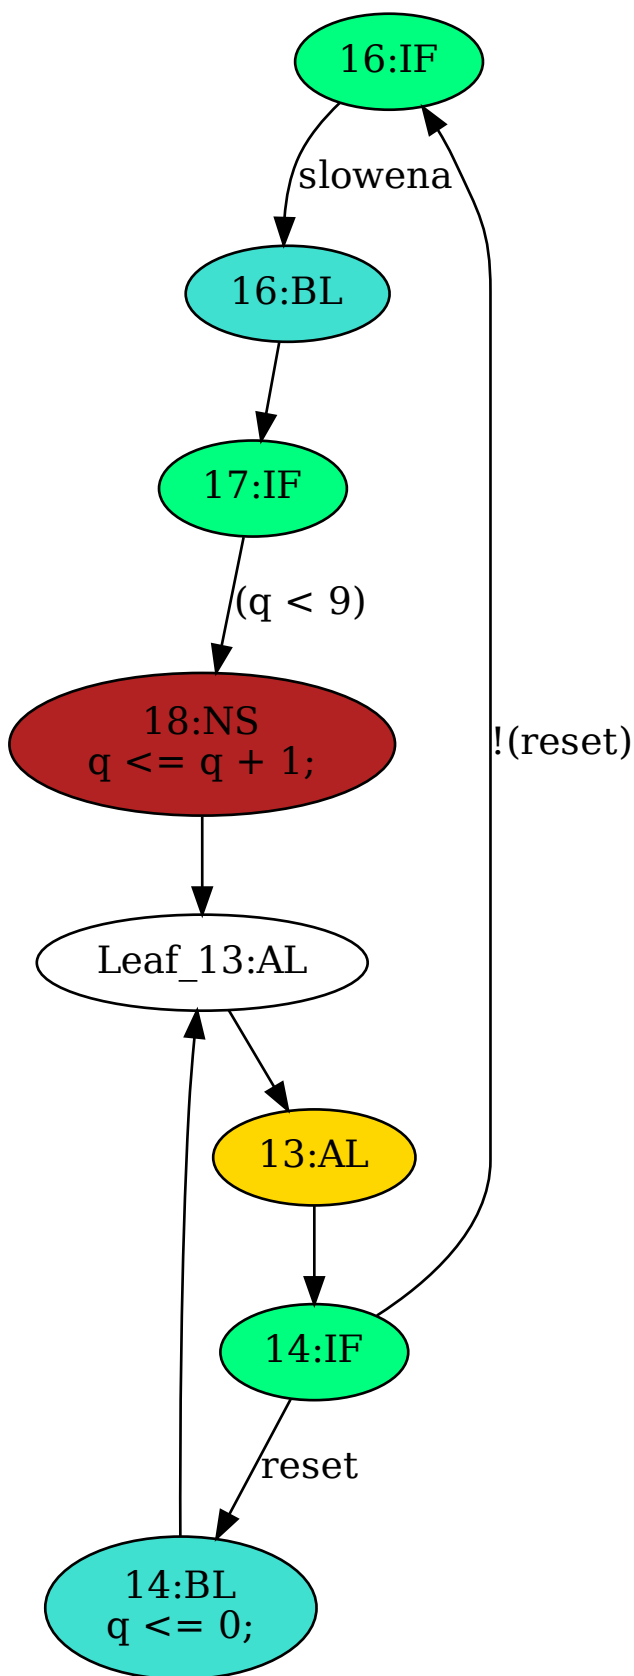 16:IF
slowena
16:BL
17:IF
(q < 9)
18:NS
q <= q + 1;
!(reset)
Leaf_13:AL
13:AL
14:IF
reset
14:BL
q <= 0;